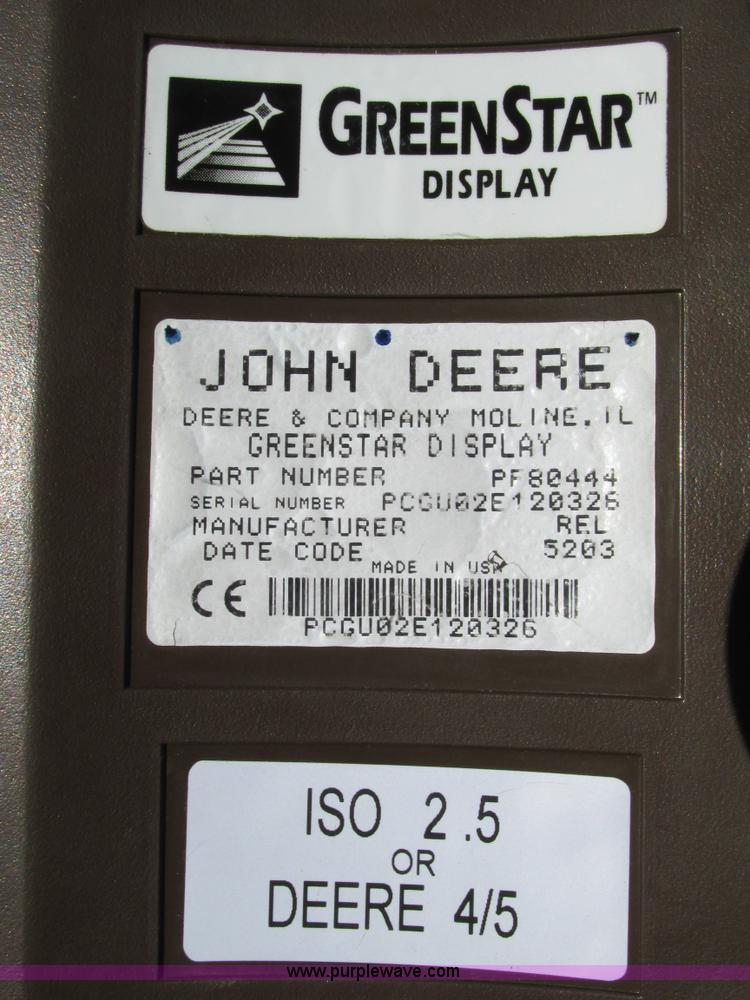 GREENSTAR™
DISPLAY
JOHN DEERE
DEERE & COMPANY MOLINE, IL
GREENSTAR DISPLAY
PART NUMBER PF80444
SERIAL NUMBER PCGU02E120326
MANUFACTURER REL
DATE CODE 5203
MADE IN USA
CE
PCGU02E120326
ISO 2.5
OR
DEERE 4/5
www.purplewave.com